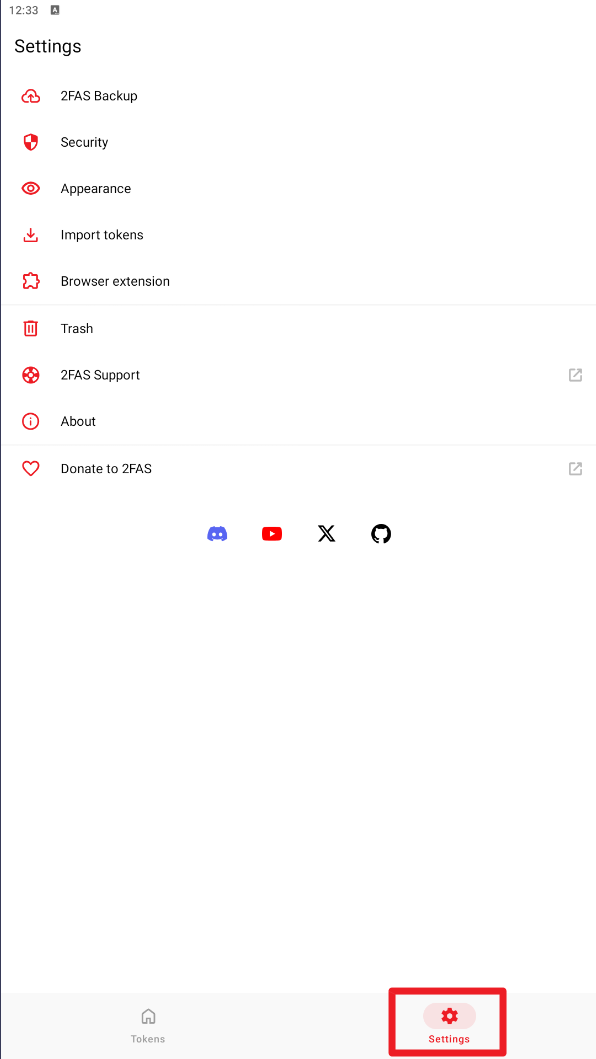 12:33 A
Settings
2FAS Backup
Security
Appearance
Import tokens
Browser extension
Trash
2FAS Support
About
Donate to 2FAS
Tokens
Settings